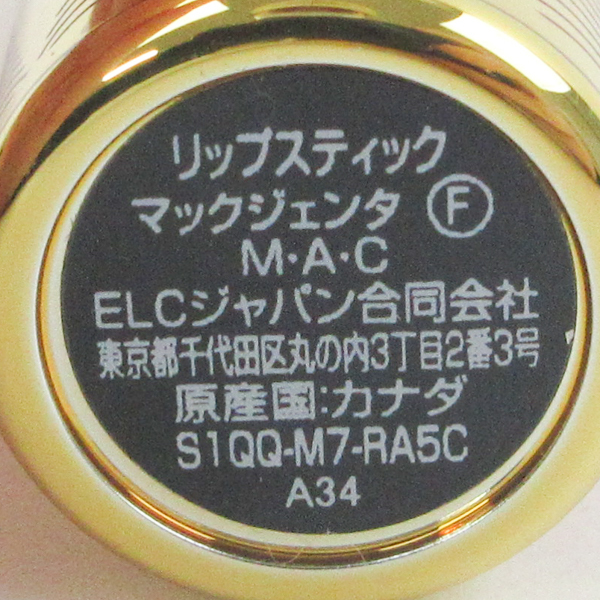 リップスティック
マックジェンタ Ⓕ
M·A·C
ELCジャパン合同会社
東京都千代田区丸の内3丁目2番3号
原産国:カナダ
S1QQ-M7-RA5C
A34